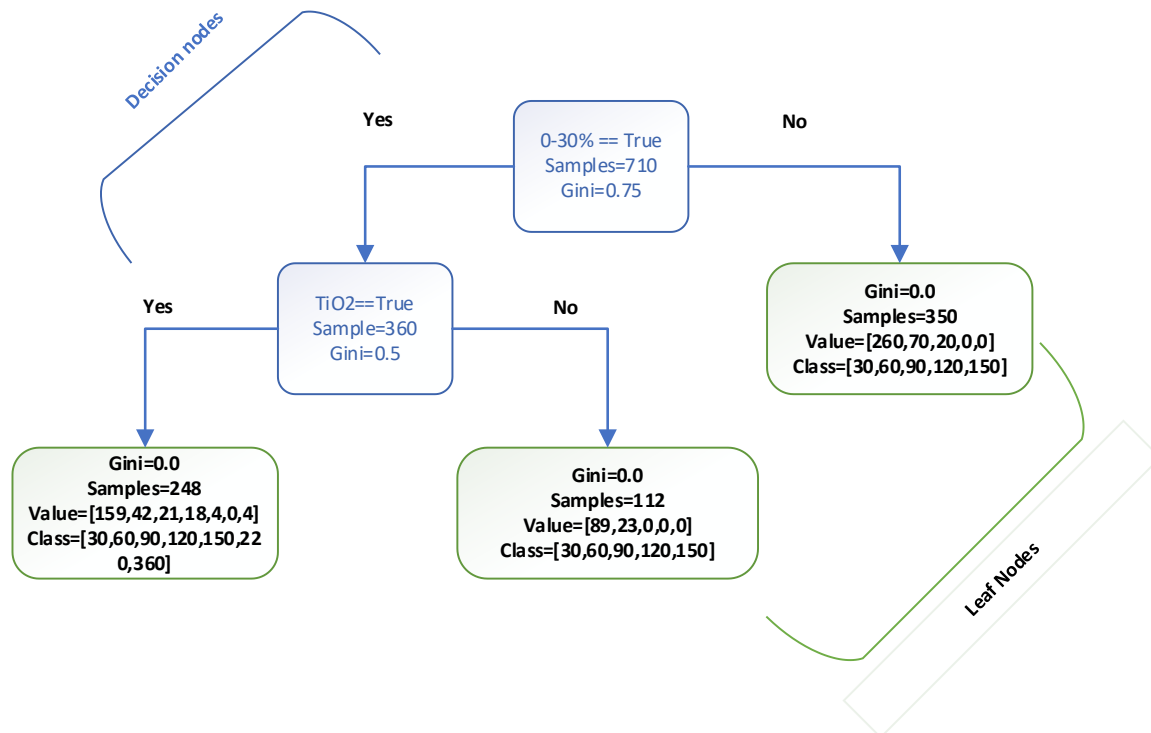 Decision nodes
Yes
No
0-30% == True
Samples=710
Gini=0.75
Yes
No
TiO2==True
Sample=360
Gini=0.5
Gini=0.0
Samples=350
Value=[260,70,20,0,0]
Class=[30,60,90,120,150]
Gini=0.0
Samples=248
Value=[159,42,21,18,4,0,4]
Class=[30,60,90,120,150,22
0,360]
Gini=0.0
Samples=112
Value=[89,23,0,0,0]
Class=[30,60,90,120,150]
Leaf Nodes